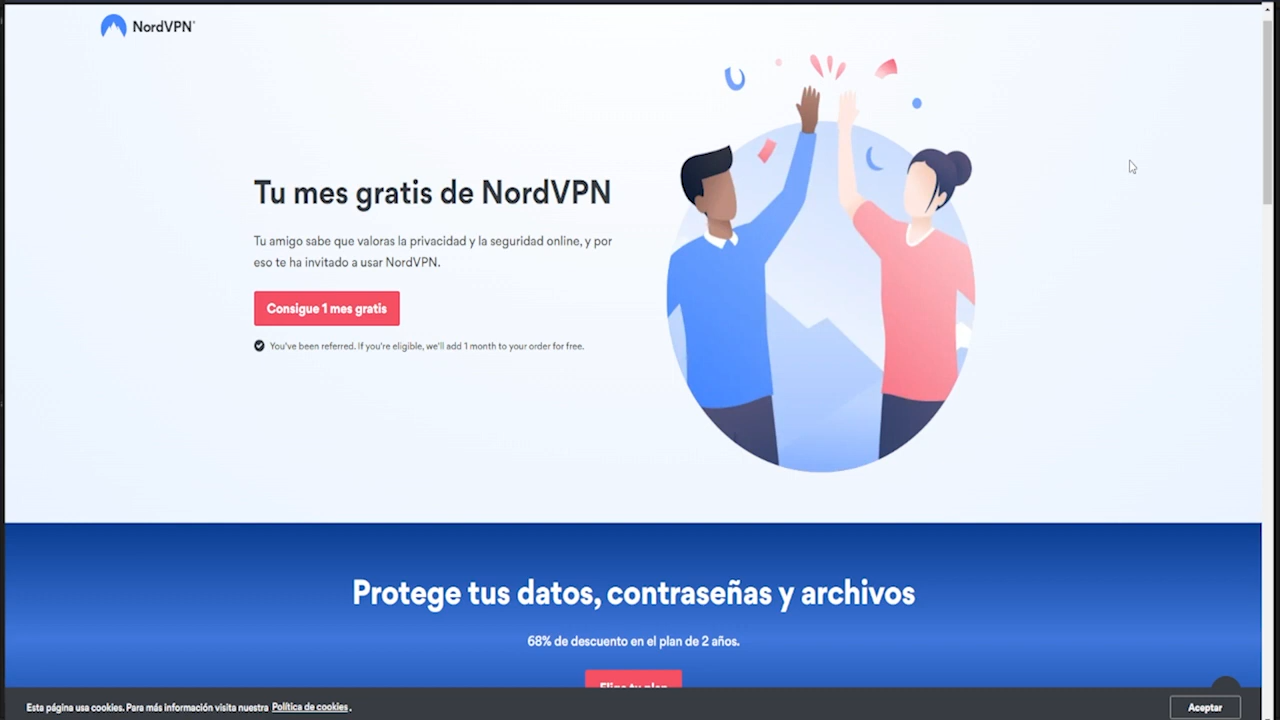 NordVPN®
Tu mes gratis de NordVPN
Tu amigo sabe que valoras la privacidad y la seguridad online, y por
eso te ha invitado a usar NordVPN.
Consigue 1 mes gratis
You've been referred. If you're eligible, we'll add 1 month to your order for free.
Protege tus datos, contraseñas y archivos
68% de descuento en el plan de 2 años.
Elige tu plan
Esta página usa cookies. Para más información visita nuestra Política de cookies.
Aceptar